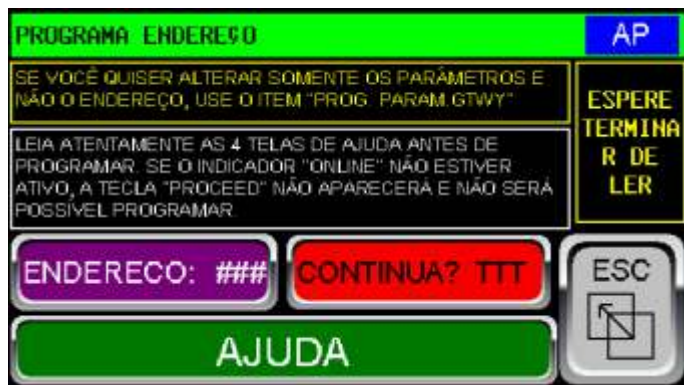 PROGRAMA ENDEREÇO
AP
SE VOCÊ QUISER ALTERAR SOMENTE OS PARÂMETROS E
NÃO O ENDEREÇO, USE O ITEM "PROG. PARAM.GTWY"
ESPERE
TERMINA
R DE
LER
LEIA ATENTAMENTE AS 4 TELAS DE AJUDA ANTES DE
PROGRAMAR. SE O INDICADOR "ONLINE" NÃO ESTIVER
ATIVO, A TECLA "PROCEED" NÃO APARECERÁ E NÃO SERÁ
POSSÍVEL PROGRAMAR.
ENDERECO: ###
CONTINUA? TTT
ESC
AJUDA